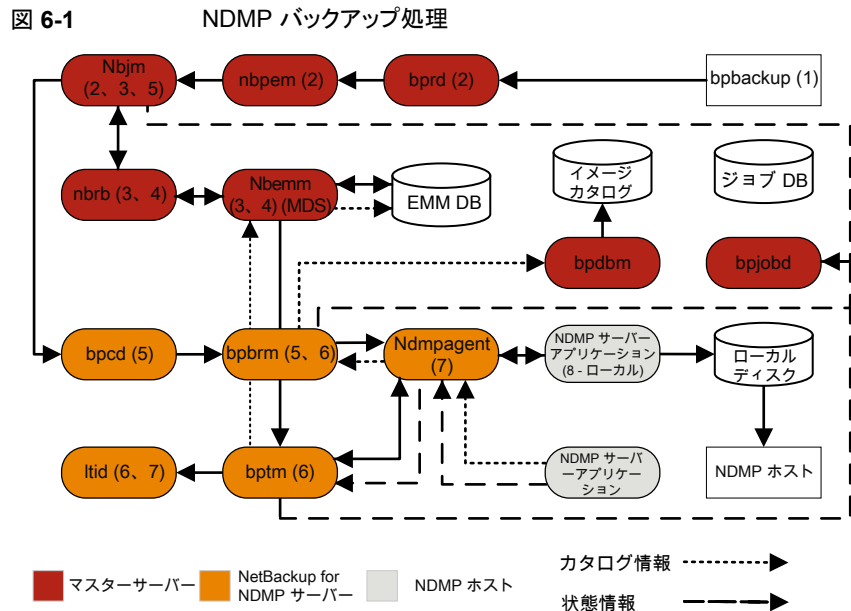 図 6-1 NDMP バックアップ処理
Nbjm
(2、3、5)
nbpem (2)
bprd (2)
bpbackup (1)
nbrb (3、4)
Nbemm
(3、4) (MDS)
EMM DB
イメージ
カタログ
ジョブ DB
bpdbm
bpjobd
bpcd (5)
bpbrm (5、6)
Ndmpagent
(7)
NDMP サーバー
アプリケーション
(8 - ローカル)
ローカル
ディスク
ltid (6、7)
bptm (6)
NDMP サーバ
ーアプリケー
ション
NDMP ホスト
マスターサーバー
NetBackup for
NDMP サーバー
NDMP ホスト
カタログ情報
状態情報